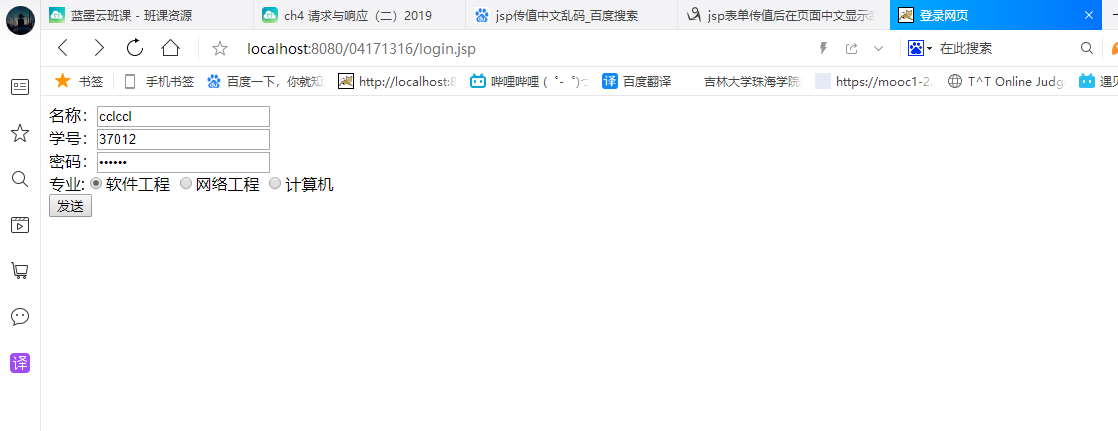 蓝墨云班课 - 班课资源
ch4 请求与响应（二）2019
jsp传值中文乱码_百度搜索
jsp表单传值后在页面中文显示
登录网页
localhost:8080/04171316/login.jsp
在此搜索
书签
手机书签
百度一下，你就知
http://localhost:8
哔哩哔哩 ( ゜- ゜)つ
译 百度翻译
吉林大学珠海学院
https://mooc1-2.
T^T Online Judg
遇见
名称：cclccl
学号：37012
密码：••••••
专业: 软件工程 网络工程 计算机
发送
译